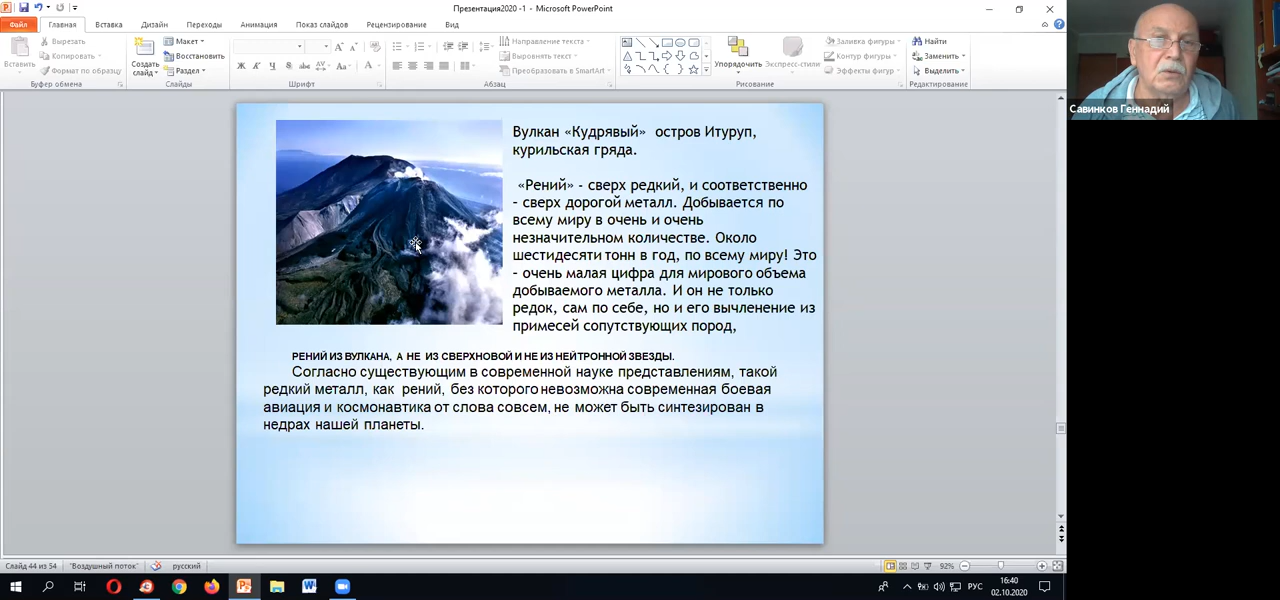 Презентация2020 -1 - Microsoft PowerPoint
Файл Главная Вставка Дизайн Переходы Анимация Показ слайдов Рецензирование Вид
Вставить
Вырезать
Копировать
Формат по образцу
Буфер обмена
Создать слайд
Макет
Восстановить
Раздел
Слайды
Ж К Ч S abc AV Aa A
Шрифт
Направление текста
Выровнять текст
Преобразовать в SmartArt
Абзац
Упорядочить
Экспресс-стили
Заливка фигуры
Контур фигуры
Эффекты фигур
Рисование
Найти
Заменить
Выделить
Редактирование
Савинков Геннадий
Вулкан «Кудрявый» остров Итуруп,
курильская гряда.
«Рений» - сверх редкий, и соответственно
– сверх дорогой металл. Добывается по
всему миру в очень и очень
незначительном количестве. Около
шестидесяти тонн в год, по всему миру! Это
– очень малая цифра для мирового объема
добываемого металла. И он не только
редок, сам по себе, но и его вычленение из
примесей сопутствующих пород,
РЕНИЙ ИЗ ВУЛКАНА, А НЕ ИЗ СВЕРХНОВОЙ И НЕ ИЗ НЕЙТРОННОЙ ЗВЕЗДЫ.
Согласно существующим в современной науке представлениям, такой
редкий металл, как рений, без которого невозможна современная боевая
авиация и космонавтика от слова совсем, не может быть синтезирован в
недрах нашей планеты.
Слайд 44 из 54 "Воздушный поток" русский 92%
РУС 16:40
02.10.2020